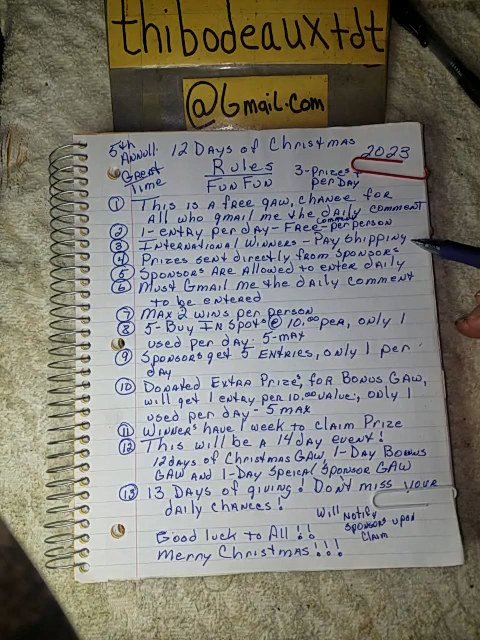 thibodeauxtdt
@Gmail.com
5th Annull 12 Days of Christmas 2023
Great Time
Rules
Fun Fun
3-Prizes + per Day
① This is a free gaw, change for
All who gmail me the daily comment
② 1-entry per day-Free-per person
③ International Winners - Pay Shipping
④ Prizes sent directly from Sponsors
⑤ Sponsors are Allowed to enter daily
⑥ Must Gmail me the daily comment
to be entered
⑦ Max 2 wins per person
⑧ 5-Buy In Spots @ 10.00 per, only 1
used per day - 5-max
⑨ Sponsors get 5 Entries, only 1 per
day
⑩ Donated Extra Prizes, for Bonus Gaw,
will get 1 entry per 10.00 value, only 1
used per day - 5 max
⑪ Winners have 1 week to claim Prize
⑫ This will be a 14 day event!
12 days of Christmas Gaw, 1-Day Bonus
Gaw and 1-Day Speical Sponsor Gaw
⑬ 13 Days of giving! Don't miss your
daily chances!
Will Notify
Sponsors upon
Claim
Good luck to All!!
Merry Christmas!!!